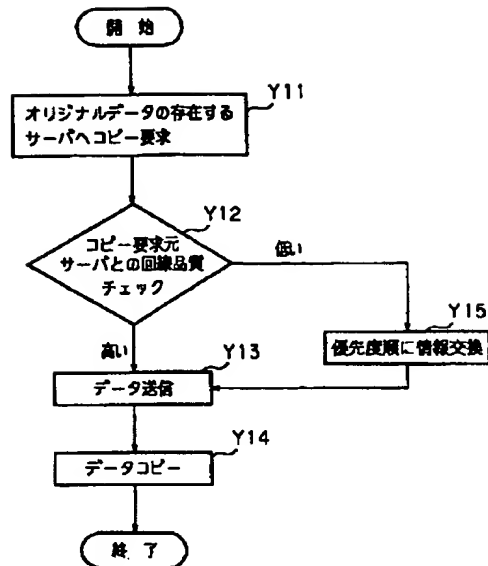 開 始
Y11
オリジナルデータの存在する
サーバへコピー要求
Y12
コピー要求元
サーバとの回線品質
チェック
低い
Y15
優先度順に情報交換
高い
Y13
データ送信
Y14
データコピー
終 了